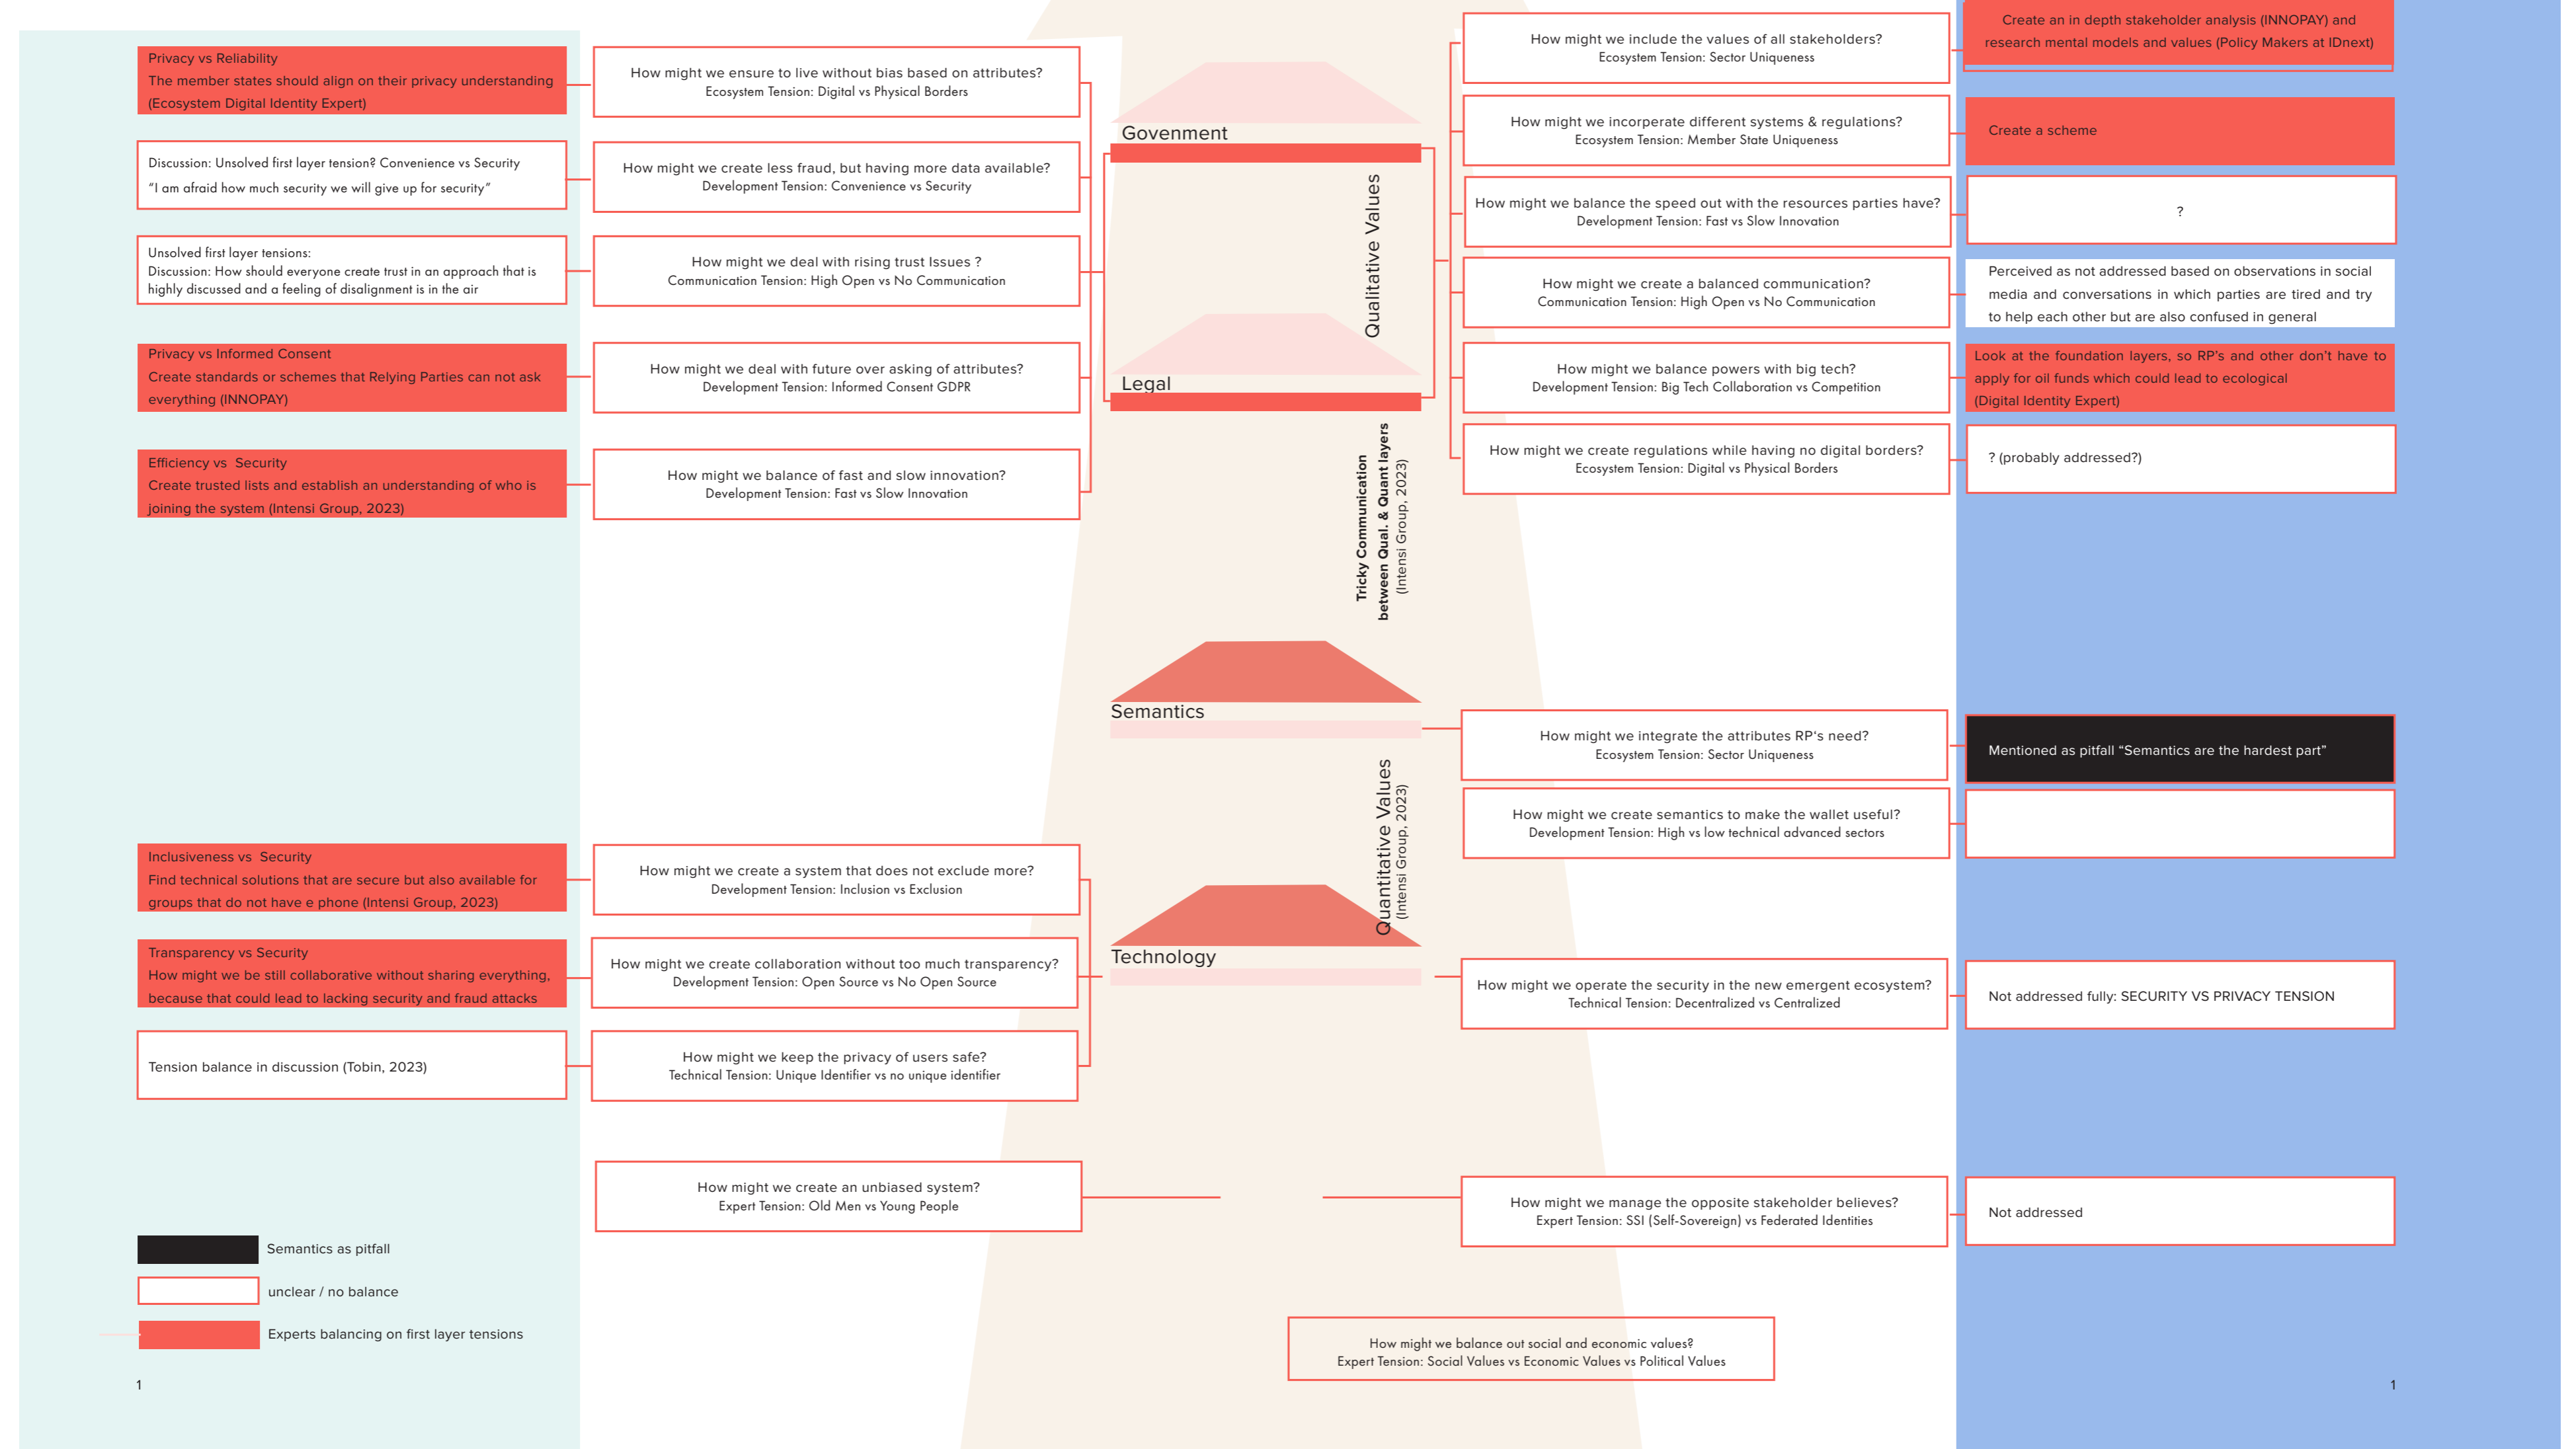 Privacy vs Reliability
The member states should align on their privacy understanding
(Ecosystem Digital Identity Expert)
Discussion: Unsolved first layer tension? Convenience vs Security
“I am afraid how much security we will give up for security”
Unsolved first layer tensions:
Discussion: How should everyone create trust in an approach that is
highly discussed and a feeling of disalignment is in the air
Privacy vs Informed Consent
Create standards or schemes that Relying Parties can not ask
everything (INNOPAY)
Efficiency vs Security
Create trusted lists and establish an understanding of who is
joining the system (Intensi Group, 2023)
Inclusiveness vs Security
Find technical solutions that are secure but also available for
groups that do not have e phone (Intensi Group, 2023)
Transparency vs Security
How might we be still collaborative without sharing everything,
because that could lead to lacking security and fraud attacks
Tension balance in discussion (Tobin, 2023)
Semantics as pitfall
unclear / no balance
Experts balancing on first layer tensions
1
How might we ensure to live without bias based on attributes?
Ecosystem Tension: Digital vs Physical Borders
How might we create less fraud, but having more data available?
Development Tension: Convenience vs Security
How might we deal with rising trust Issues ?
Communication Tension: High Open vs No Communication
How might we deal with future over asking of attributes?
Development Tension: Informed Consent GDPR
How might we balance of fast and slow innovation?
Development Tension: Fast vs Slow Innovation
How might we create a system that does not exclude more?
Development Tension: Inclusion vs Exclusion
How might we create collaboration without too much transparency?
Development Tension: Open Source vs No Open Source
How might we keep the privacy of users safe?
Technical Tension: Unique Identifier vs no unique identifier
How might we create an unbiased system?
Expert Tension: Old Men vs Young People
Govenment
Qualitative Values
Legal
Tricky Communication
between Qual. & Quant layers
(Intensi Group, 2023)
Semantics
Quantitative Values
(Intensi Group, 2023)
Technology
How might we include the values of all stakeholders?
Ecosystem Tension: Sector Uniqueness
How might we incorperate different systems & regulations?
Ecosystem Tension: Member State Uniqueness
How might we balance the speed out with the resources parties have?
Development Tension: Fast vs Slow Innovation
How might we create a balanced communication?
Communication Tension: High Open vs No Communication
How might we balance powers with big tech?
Development Tension: Big Tech Collaboration vs Competition
How might we create regulations while having no digital borders?
Ecosystem Tension: Digital vs Physical Borders
How might we integrate the attributes RP‘s need?
Ecosystem Tension: Sector Uniqueness
How might we create semantics to make the wallet useful?
Development Tension: High vs low technical advanced sectors
How might we operate the security in the new emergent ecosystem?
Technical Tension: Decentralized vs Centralized
How might we manage the opposite stakeholder believes?
Expert Tension: SSI (Self-Sovereign) vs Federated Identities
How might we balance out social and economic values?
Expert Tension: Social Values vs Economic Values vs Political Values
Create an in depth stakeholder analysis (INNOPAY) and
research mental models and values (Policy Makers at IDnext)
Create a scheme
?
Perceived as not addressed based on observations in social
media and conversations in which parties are tired and try
to help each other but are also confused in general
Look at the foundation layers, so RP’s and other don’t have to
apply for oil funds which could lead to ecological
(Digital Identity Expert)
? (probably addressed?)
Mentioned as pitfall “Semantics are the hardest part”
Not addressed fully: SECURITY VS PRIVACY TENSION
Not addressed
1